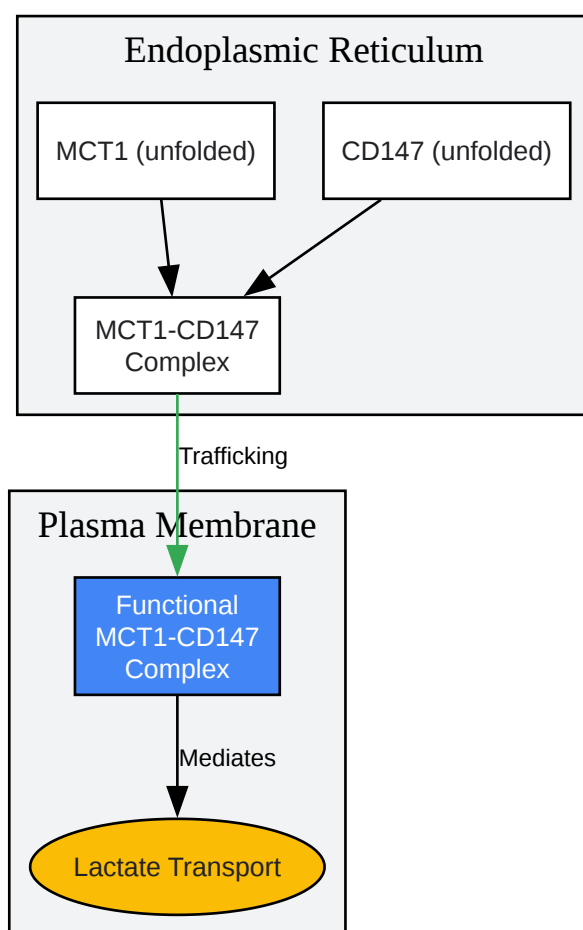 Endoplasmic Reticulum
MCT1 (unfolded)
CD147 (unfolded)
MCT1-CD147
Complex
Trafficking
Plasma Membrane
Functional
MCT1-CD147
Complex
Mediates
Lactate Transport